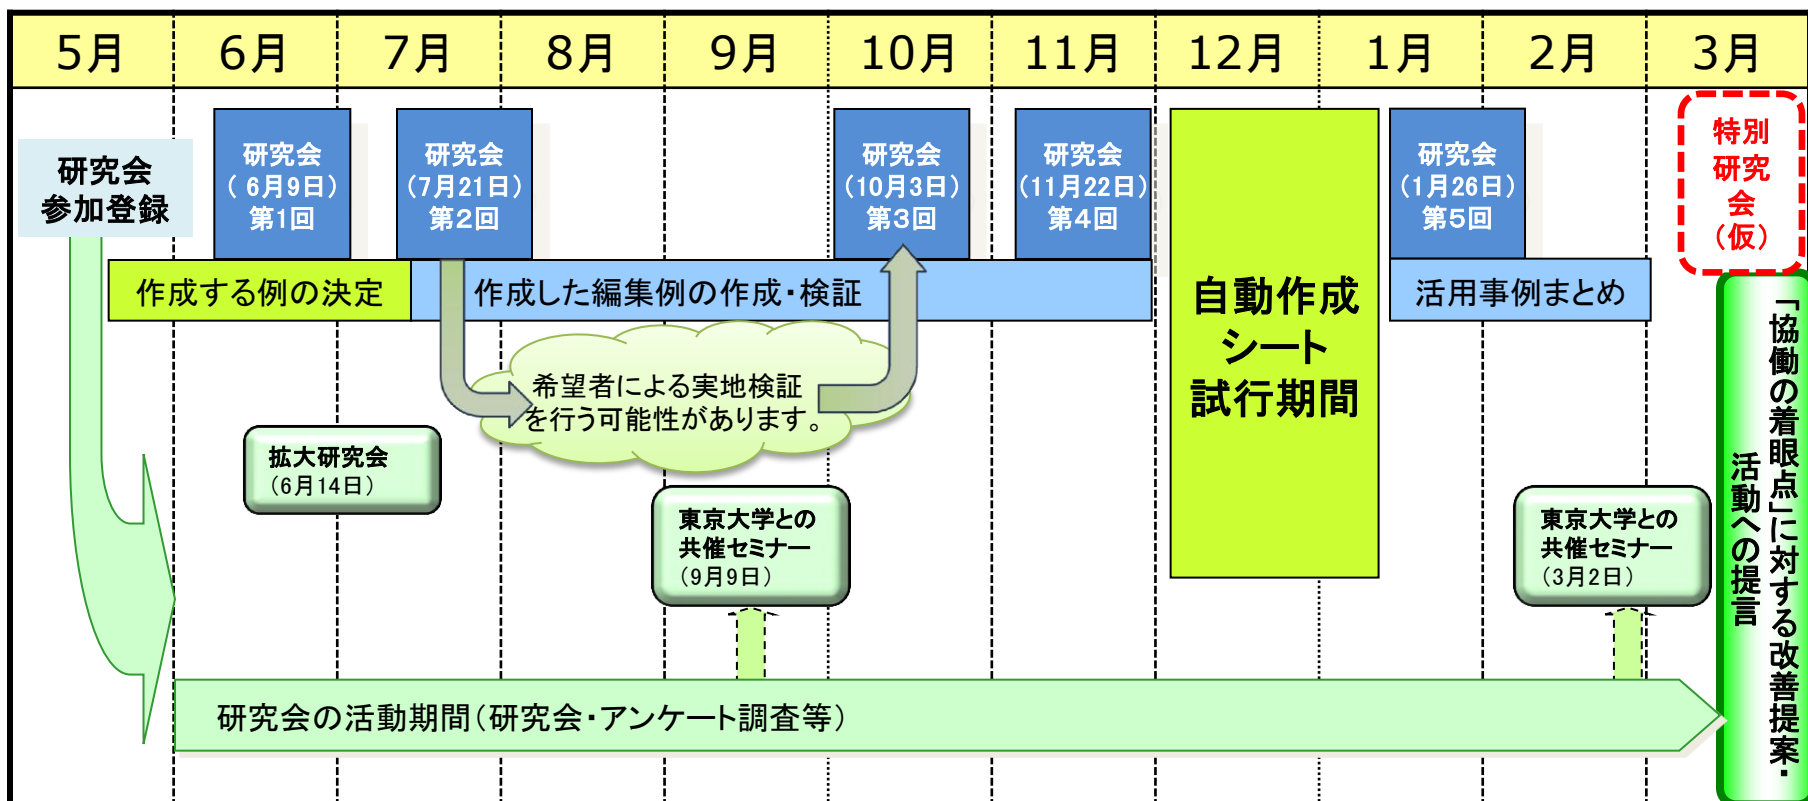 5月 6月 7月 8月 9月 10月 11月 12月 1月 2月 3月
研究会
参加登録
研究会
( 6月9日)
第1回
研究会
(7月21日)
第2回
研究会
(10月3日)
第3回
研究会
(11月22日)
第4回
研究会
(1月26日)
第5回
特別
研究
会
(仮)
作成する例の決定
作成した編集例の作成・検証
自動作成
シート
試行期間
活用事例まとめ
希望者による実地検証
を行う可能性があります。
拡大研究会
(6月14日)
東京大学との
共催セミナー
(9月9日)
東京大学との
共催セミナー
(3月2日)
「協働の着眼点」に対する改善提案・
活動への提言
研究会の活動期間(研究会・アンケート調査等)